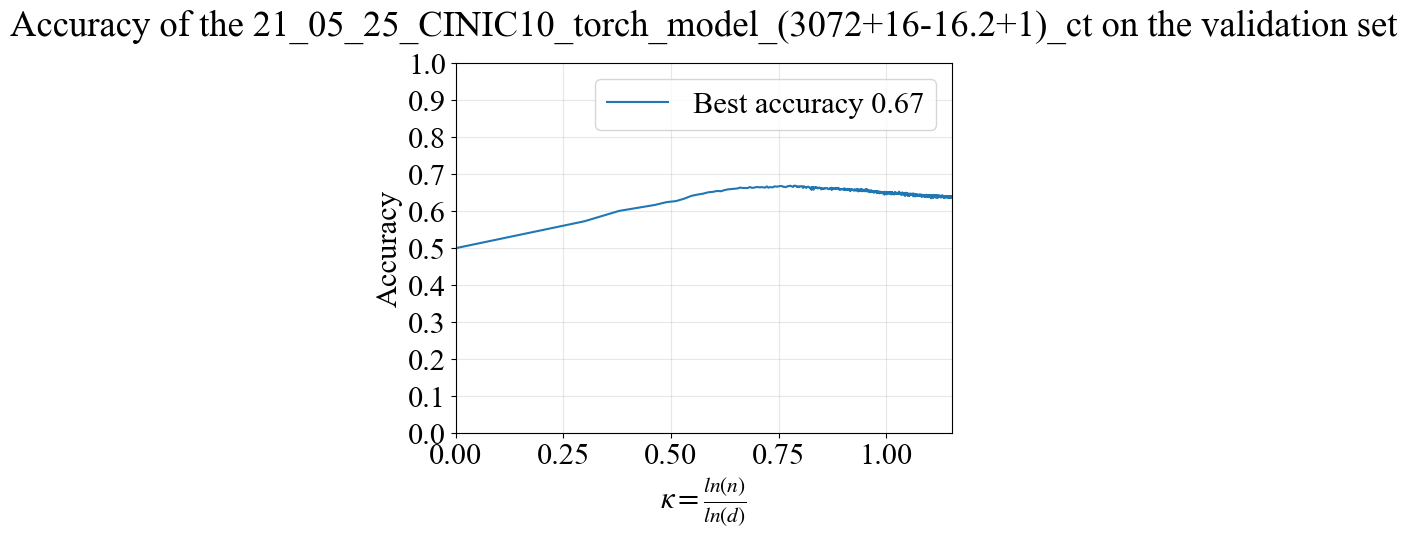 Accuracy of the 21_05_25_CINIC10_torch_model_(3072+16-16.2+1)_ct on the validation set
Best accuracy 0.67
Accuracy
1.0
0.9
0.8
0.7
0.6
0.5
0.4
0.3
0.2
0.1
0.0
0.00 0.25 0.50 0.75 1.00
κ = ln(n) / ln(d)